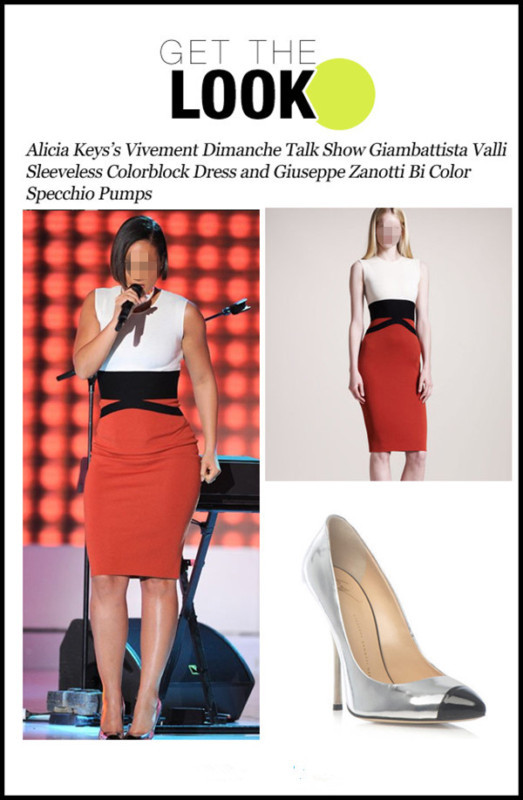 GET THE
LOOK
Alicia Keys's Vivement Dimanche Talk Show Giambattista Valli
Sleeveless Colorblock Dress and Giuseppe Zanotti Bi Color
Specchio Pumps